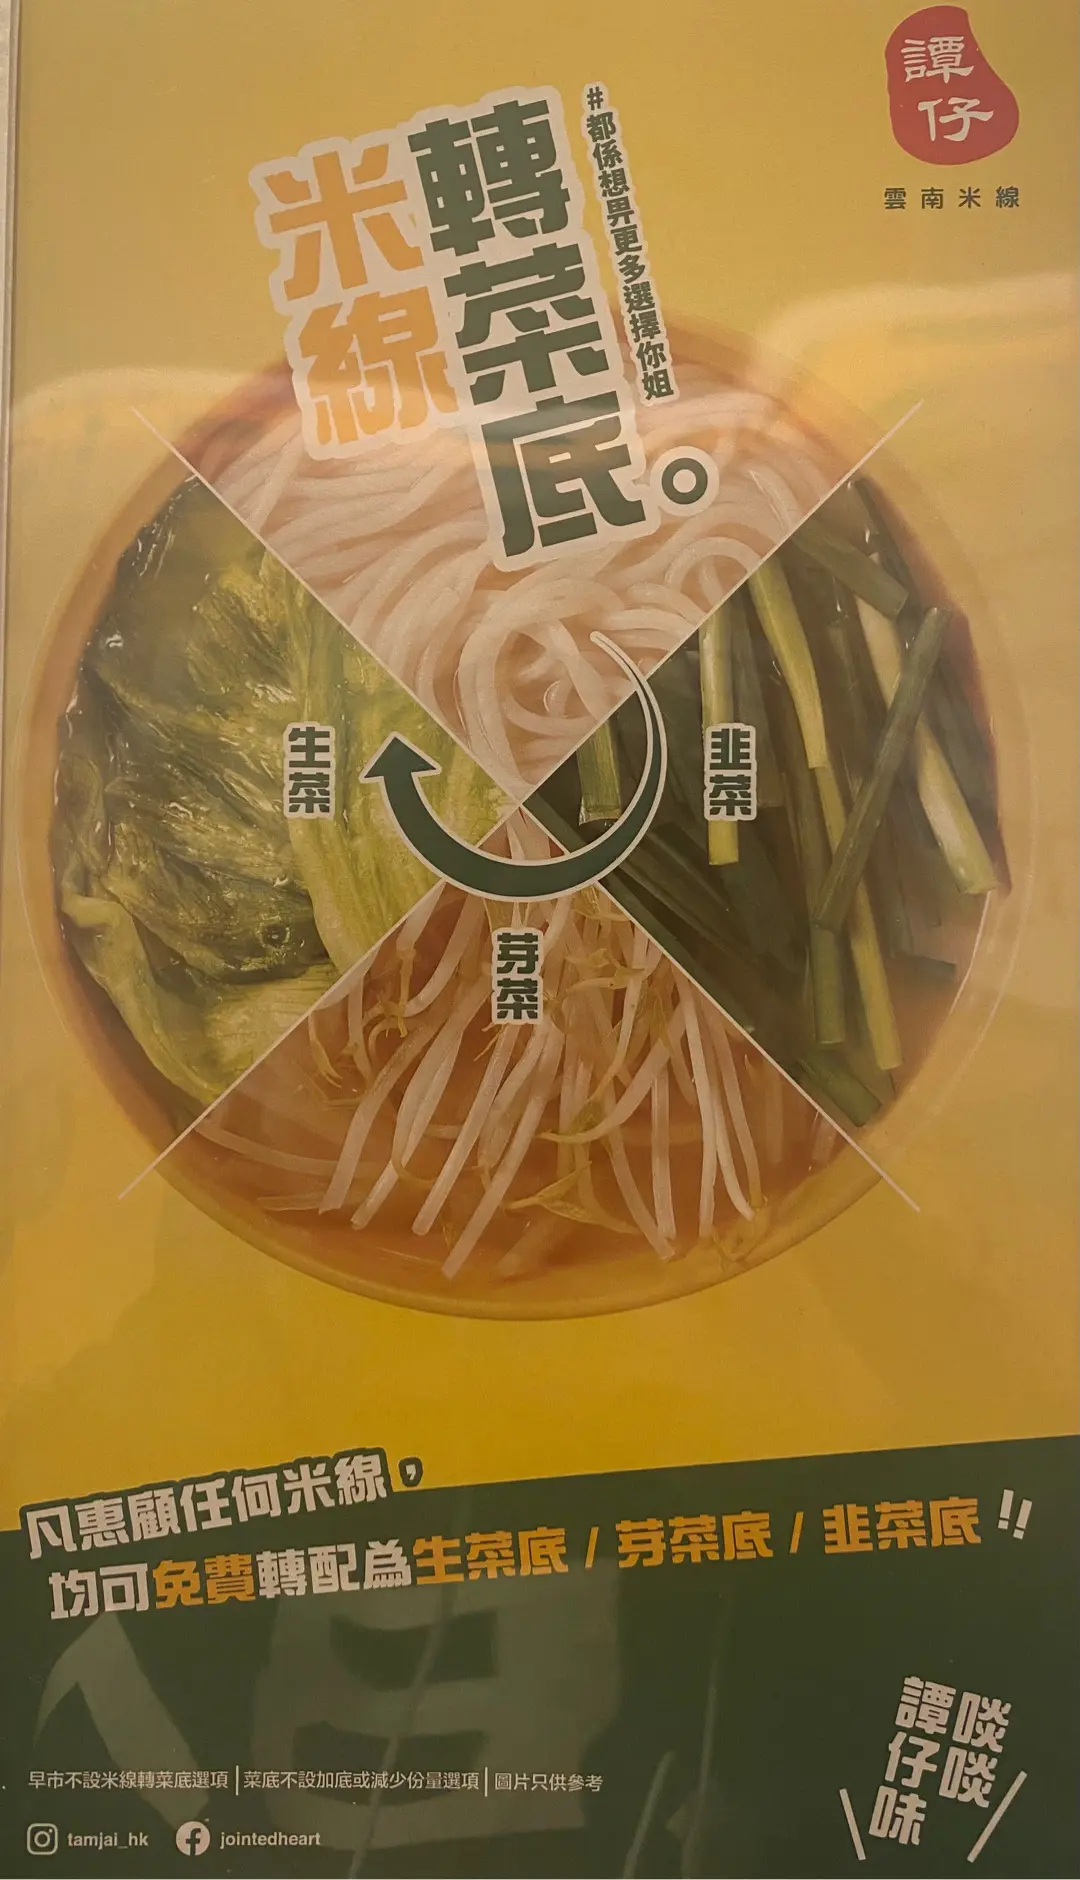 譚仔
雲南米線
#都係想畀更多選擇你姐
轉菜底。
米線
生菜
韭菜
芽菜
凡惠顧任何米線，
均可免費轉配為生菜底 / 芽菜底 / 韭菜底!!
啖啖
譚仔味
早市不設米線轉菜底選項|菜底不設加底或減少份量選項|圖片只供參考
tamjai_hk jointedheart